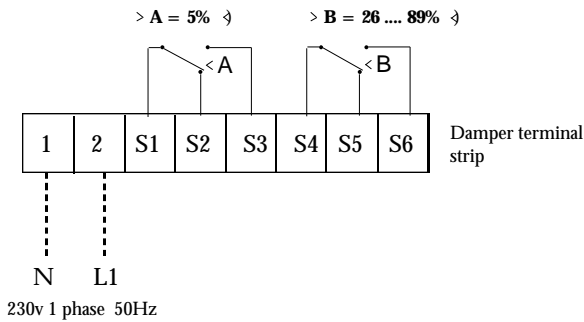 > A = 5% ⦠ > B = 26 .... 89% ⦠
< A < B
1 2 S1 S2 S3 S4 S5 S6
Damper terminal
strip
N L1
230v 1 phase 50Hz